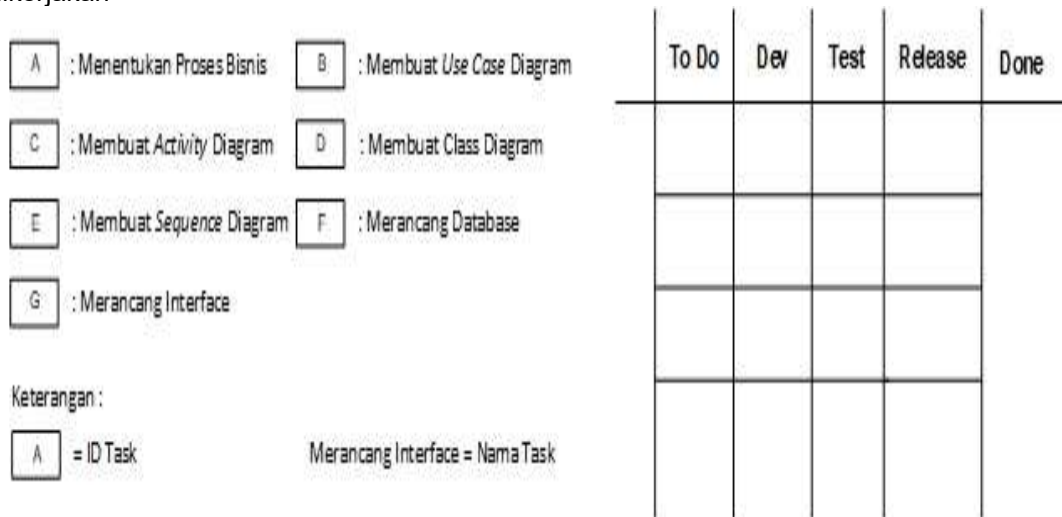 A : Menentukan Proses Bisnis B : Membuat Use Case Diagram
C : Membuat Activity Diagram D : Membuat Class Diagram
E : Membuat Sequence Diagram F : Merancang Database
G : Merancang Interface
Keterangan :
A = ID Task Merancang Interface = Nama Task
To Do Dev Test Release Done